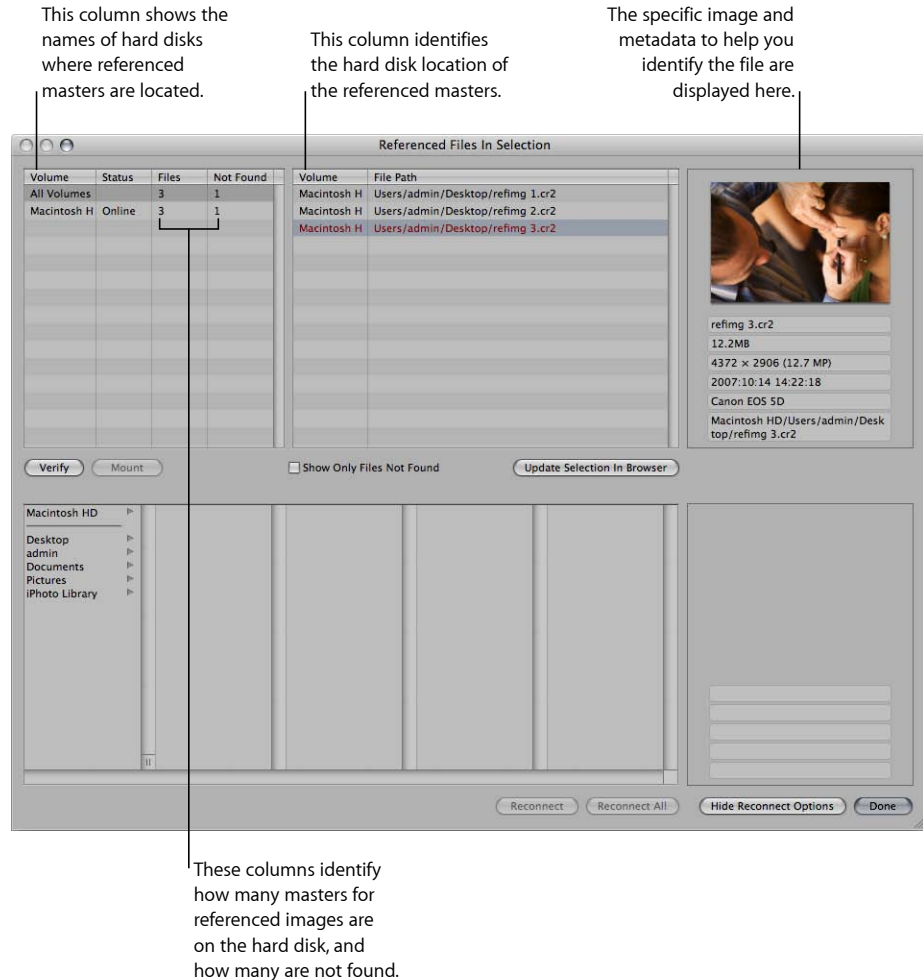 This column shows the
names of hard disks
where referenced
masters are located.
This column identifies
the hard disk location of
the referenced masters.
The specific image and
metadata to help you
identify the file are
displayed here.
Referenced Files In Selection
Volume Status Files Not Found
All Volumes 3 1
Macintosh H Online 3 1
Volume File Path
Macintosh H Users/admin/Desktop/refimg 1.cr2
Macintosh H Users/admin/Desktop/refimg 2.cr2
Macintosh H Users/admin/Desktop/refimg 3.cr2
refimg 3.cr2
12.2MB
4372 × 2906 (12.7 MP)
2007:10:14 14:22:18
Canon EOS 5D
Macintosh HD/Users/admin/Desk
top/refimg 3.cr2
Verify Mount
Show Only Files Not Found
Update Selection In Browser
Macintosh HD
Desktop
admin
Documents
Pictures
iPhoto Library
Reconnect Reconnect All Hide Reconnect Options Done
These columns identify
how many masters for
referenced images are
on the hard disk, and
how many are not found.